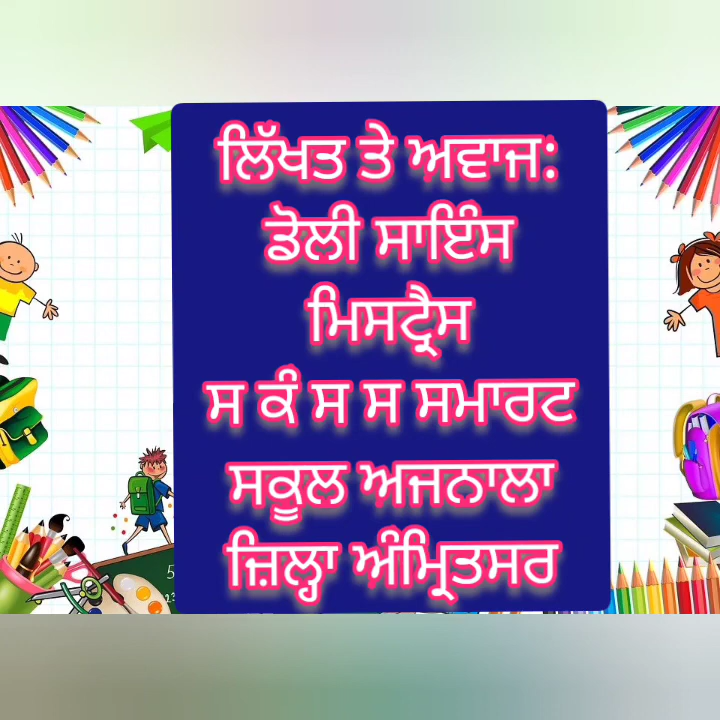 ਲਿੱਖਤ ਤੇ ਅਵਾਜ:
ਡੋਲੀ ਸਾਇੰਸ
ਮਿਸਟ੍ਰੈਸ
ਸ ਕੰ ਸ ਸ ਸਮਾਰਟ
ਸਕੂਲ ਅਜਨਾਲਾ
ਜ਼ਿਲ੍ਹਾ ਅੰਮ੍ਰਿਤਸਰ